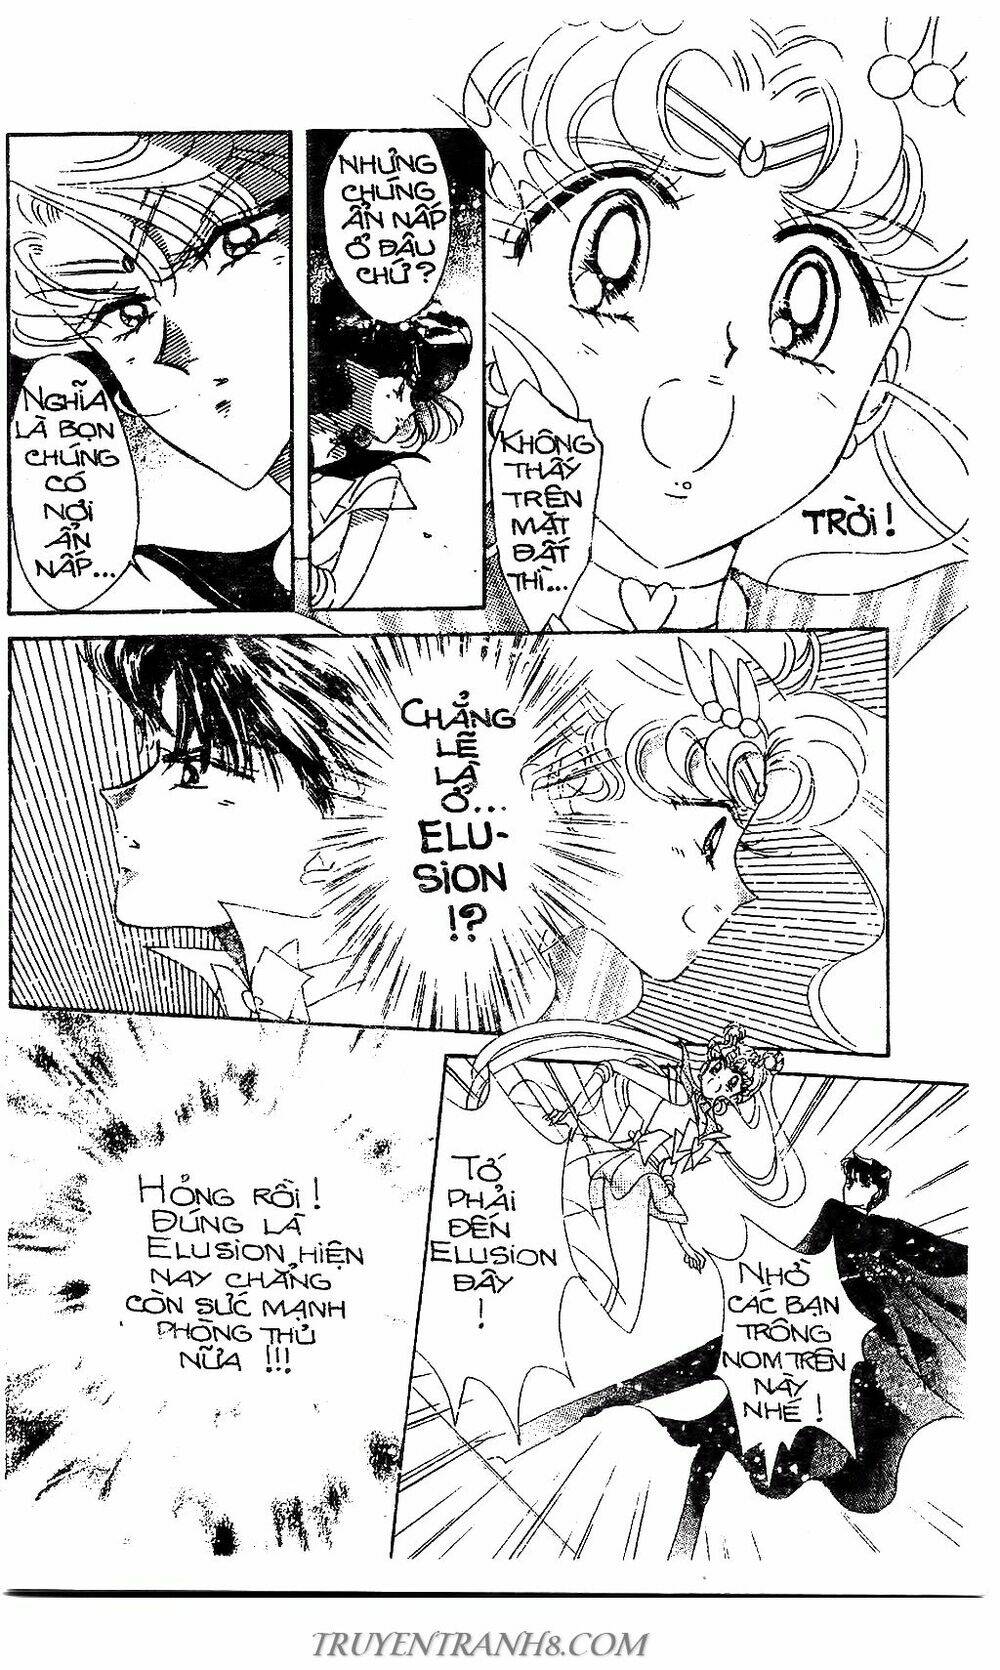 NGHĨA
LÀ BỌN
CHÚNG
CÓ
NƠI
ẨN
NẤP...
NHƯNG
CHÚNG
ẨN NẤP
Ở ĐÂU
CHỨ?
KHÔNG
THẤY
TRÊN
MẶT
ĐẤT
THÌ...
TRỜI!
CHẲNG
LẼ
LÀ
Ở...
ELU-
SION
!?
HỎNG RỒI!
ĐÚNG LÀ
ELUSION, HIỆN
NAY CHẲNG
CÒN SỨC MẠNH
PHÒNG THỦ
NỮA !!!
TỚ
PHẢI
ĐẾN
ELUSION
ĐÂY
!
NHỜ
CÁC BẠN
TRÔNG
NOM TRÊN
NÀY
NHÉ!
TRUYENTRANH8.COM